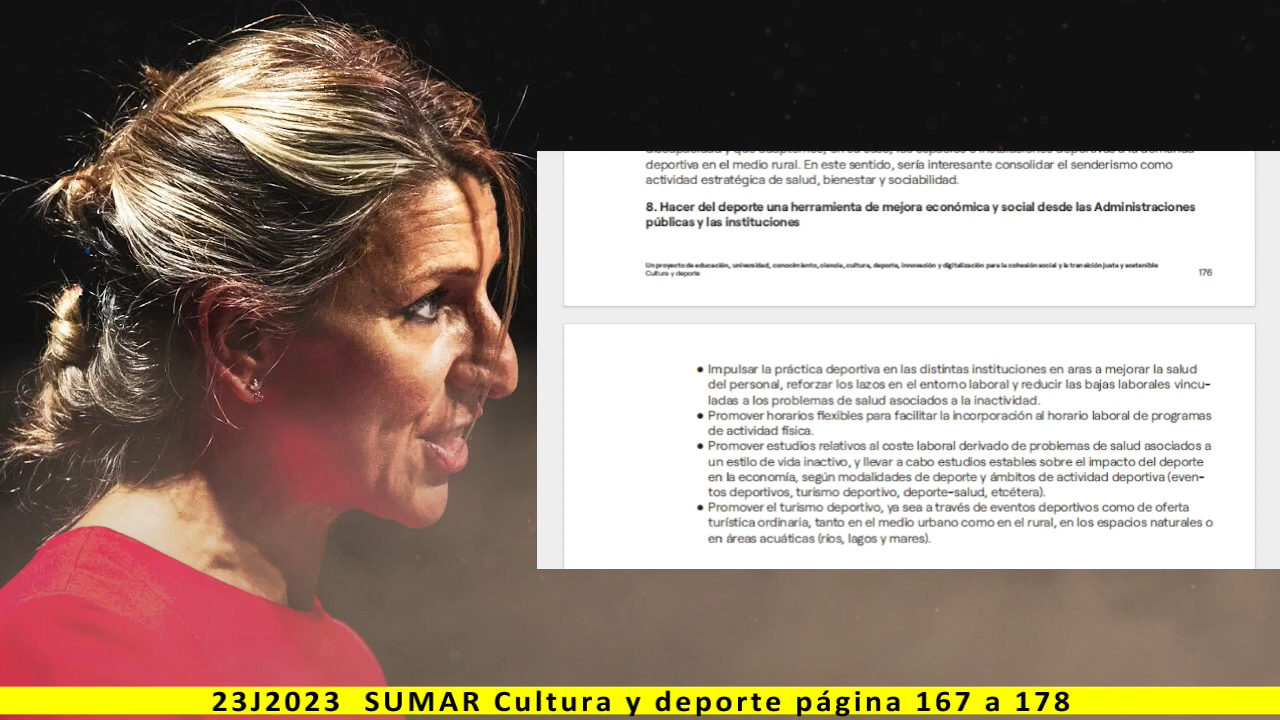 deportiva en el medio rural. En este sentido, sería interesante consolidar el senderismo como
actividad estratégica de salud, bienestar y sociabilidad.
8. Hacer del deporte una herramienta de mejora económica y social desde las Administraciones
públicas y las instituciones
Un proyecto de educación, universidad, conocimiento, ciencia, cultura, deporte, innovación y digitalización para la cohesión social y la transición justa y sostenible
Cultura y deporte
176
● Impulsar la práctica deportiva en las distintas instituciones en aras a mejorar la salud
del personal, reforzar los lazos en el entorno laboral y reducir las bajas laborales vincu-
ladas a los problemas de salud asociados a la inactividad.
● Promover horarios flexibles para facilitar la incorporación al horario laboral de programas
de actividad física.
● Promover estudios relativos al coste laboral derivado de problemas de salud asociados a
un estilo de vida inactivo, y llevar a cabo estudios estables sobre el impacto del deporte
en la economía, según modalidades de deporte y ámbitos de actividad deportiva (even-
tos deportivos, turismo deportivo, deporte-salud, etcétera).
● Promover el turismo deportivo, ya sea a través de eventos deportivos como de oferta
turística ordinaria, tanto en el medio urbano como en el rural, en los espacios naturales o
en áreas acuáticas (ríos, lagos y mares).
23J2023 SUMAR Cultura y deporte página 167 a 178